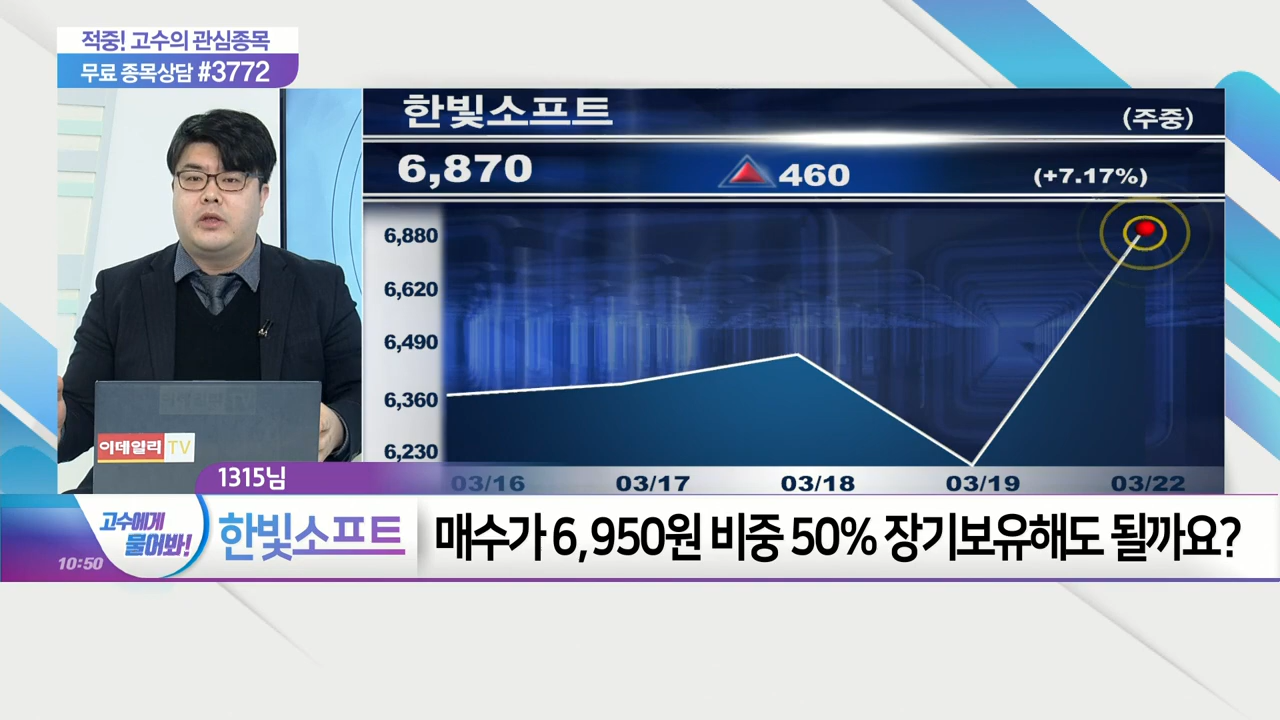 적중! 고수의 관심종목
무료 종목상담 #3772
한빛소프트
(주중)
6,870
460
(+7.17%)
6,880
6,620
6,490
6,360
6,230
03/16
03/17
03/18
03/19
03/22
이데일리 TV
1315님
고수에게
물어봐!
10:50
한빛소프트
매수가 6,950원 비중 50% 장기보유해도 될까요?